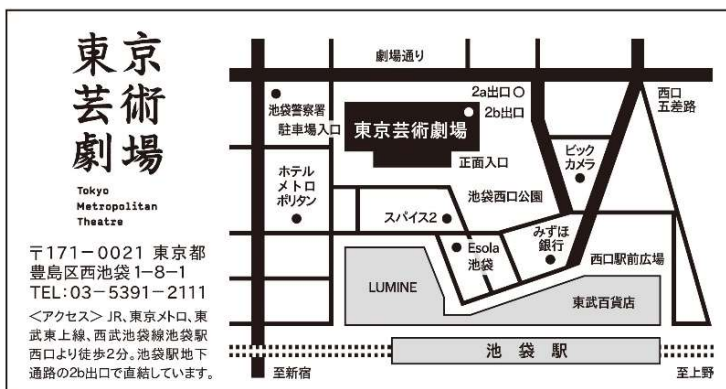 東京
芸術
劇場
Tokyo
Metropolitan
Theatre
〒171-0021 東京都
豊島区西池袋1-8-1
TEL:03-5391-2111
<アクセス> JR、東京メトロ、東
武東上線、西武池袋線池袋駅
西口より徒歩2分。池袋駅地下
通路の2b出口で直結しています。
劇場通り
池袋警察署
駐車場入口
東京芸術劇場
2a出口
2b出口
正面入口
西口
五差路
ビック
カメラ
ホテル
メトロ
ポリタン
池袋西口公園
スパイス2
Esola
池袋
みずほ
銀行
西口駅前広場
LUMINE
東武百貨店
池袋駅
至新宿
至上野